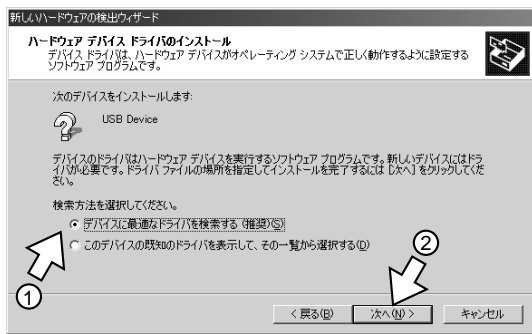 新しいハードウェアの検出ウィザード
ハードウェア デバイス ドライバのインストール
デバイス ドライバは、ハードウェア デバイスがオペレーティング システムで正しく動作するように設定する
ソフトウェア プログラムです。
次のデバイスをインストールします:
USB Device
デバイスのドライバはハードウェア デバイスを実行するソフトウェア プログラムです。新しいデバイスにはドラ
イバが必要です。ドライバ ファイルの場所を指定してインストールを完了するには [次へ] をクリックしてくだ
さい。
検索方法を選択してください。
デバイスに最適なドライバを検索する (推奨)(S)
このデバイスの既知のドライバを表示して、その一覧から選択する(D)
①
②
< 戻る(B)
次へ(N) >
キャンセル